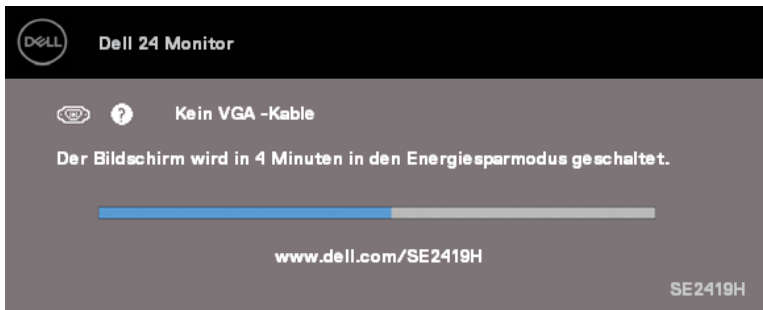 DELL
Dell 24 Monitor
Kein VGA -Kable
Der Bildschirm wird in 4 Minuten in den Energiesparmodus geschaltet.
www.dell.com/SE2419H
SE2419H